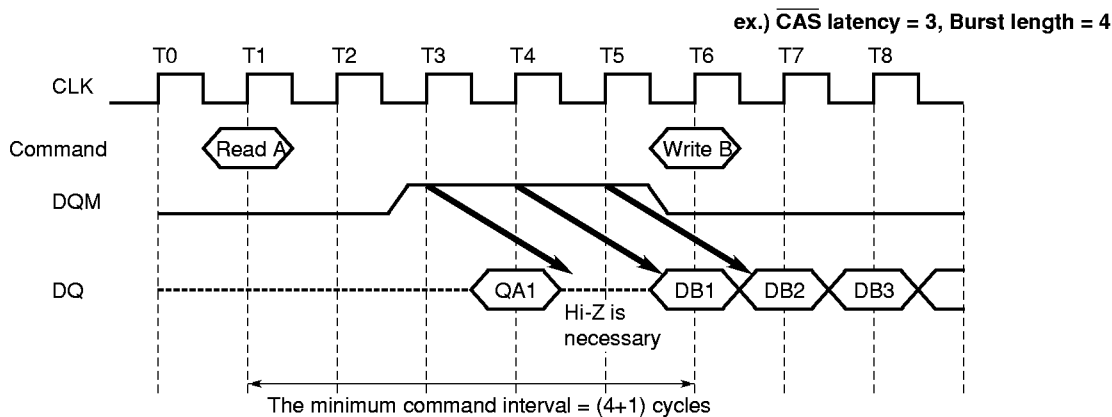 ex.) CAS latency = 3, Burst length = 4
T0 T1 T2 T3 T4 T5 T6 T7 T8
CLK
Command Read A Write B
DQM
DQ QA1 DB1 DB2 DB3
Hi-Z is
necessary
The minimum command interval = (4+1) cycles